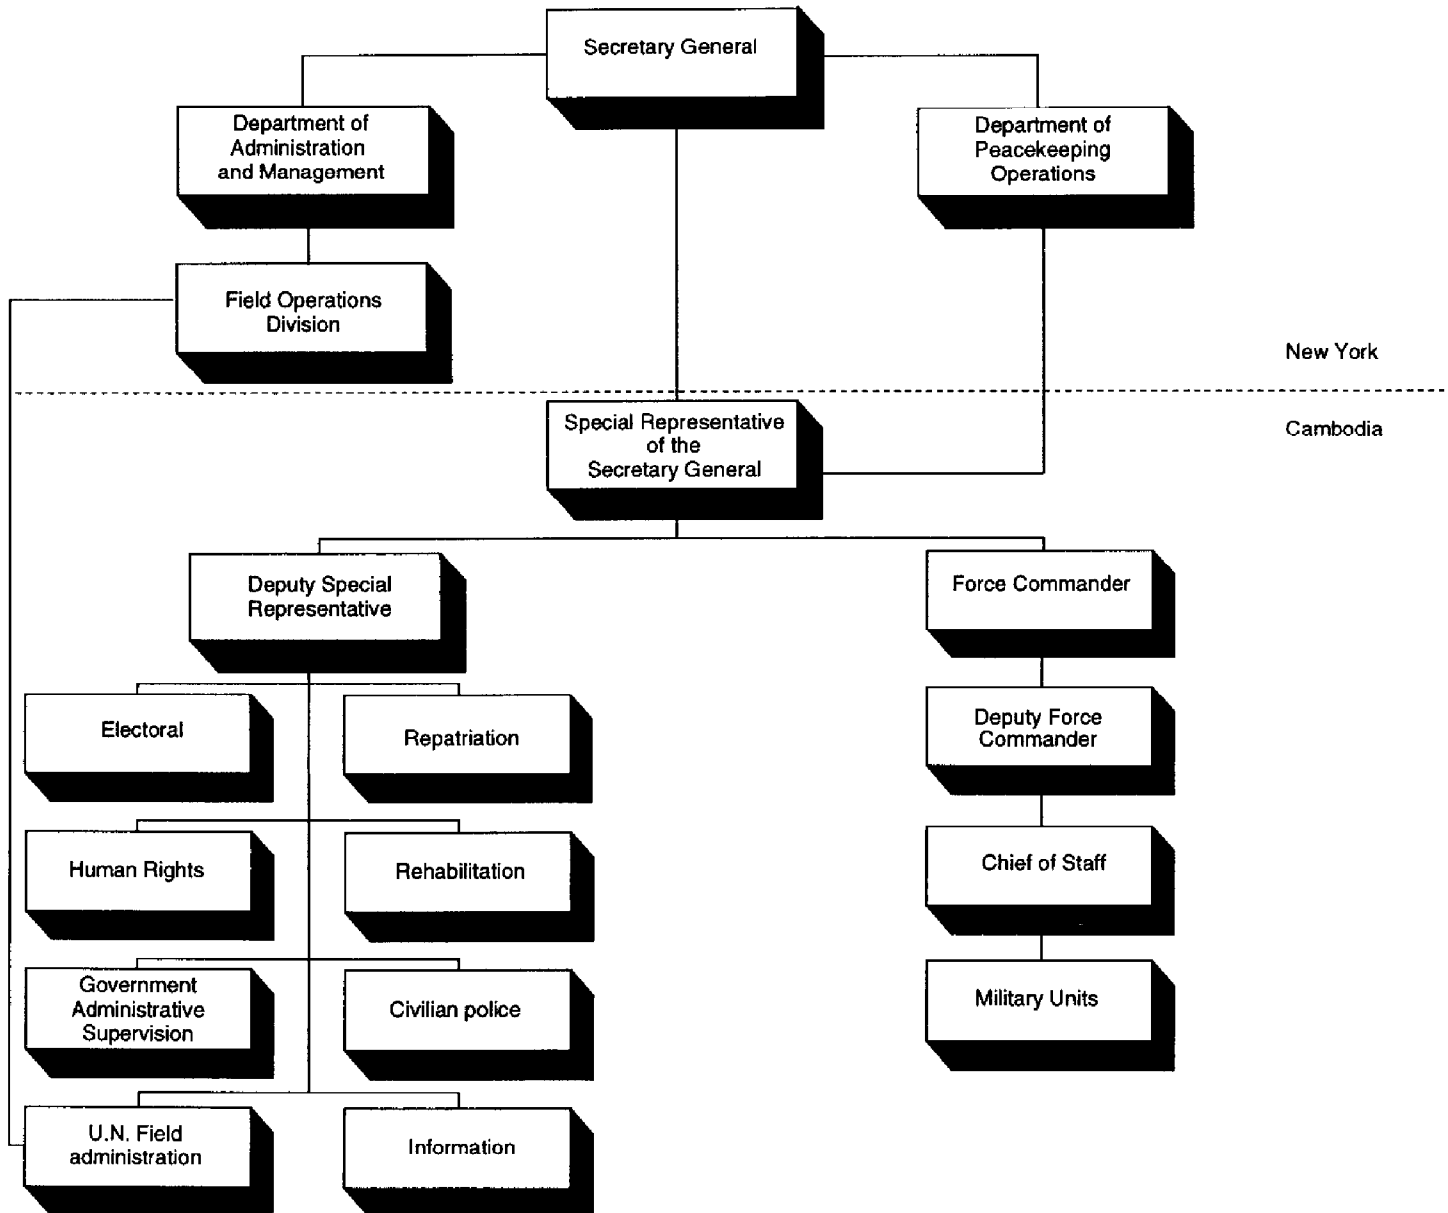 Secretary General
Department of
Administration
and Management
Department of
Peacekeeping
Operations
Field Operations
Division
New York
Cambodia
Special Representative
of the
Secretary General
Deputy Special
Representative
Force Commander
Electoral
Repatriation
Deputy Force
Commander
Human Rights
Rehabilitation
Chief of Staff
Government
Administrative
Supervision
Civilian police
Military Units
U.N. Field
administration
Information